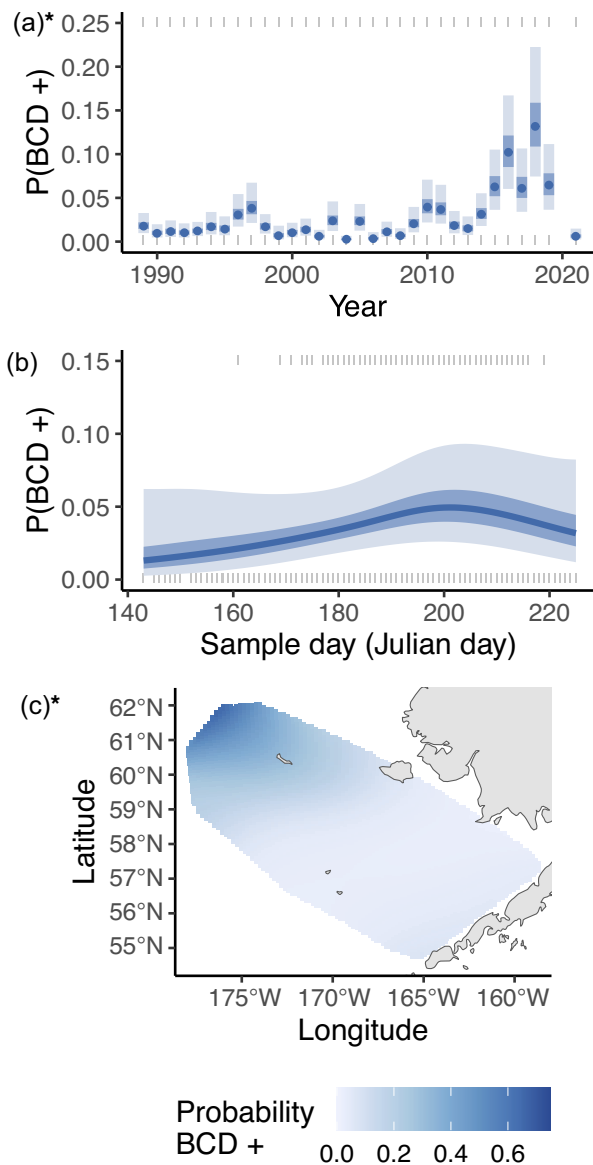 (a)*
P(BCD +)
0.25
0.20
0.15
0.10
0.05
0.00
1990 2000 2010 2020
Year
(b)
P(BCD +)
0.15
0.10
0.05
0.00
140 160 180 200 220
Sample day (Julian day)
(c)*
Latitude
62°N
61°N
60°N
59°N
58°N
57°N
56°N
55°N
175°W 170°W 165°W 160°W
Longitude
Probability
BCD +
0.0 0.2 0.4 0.6